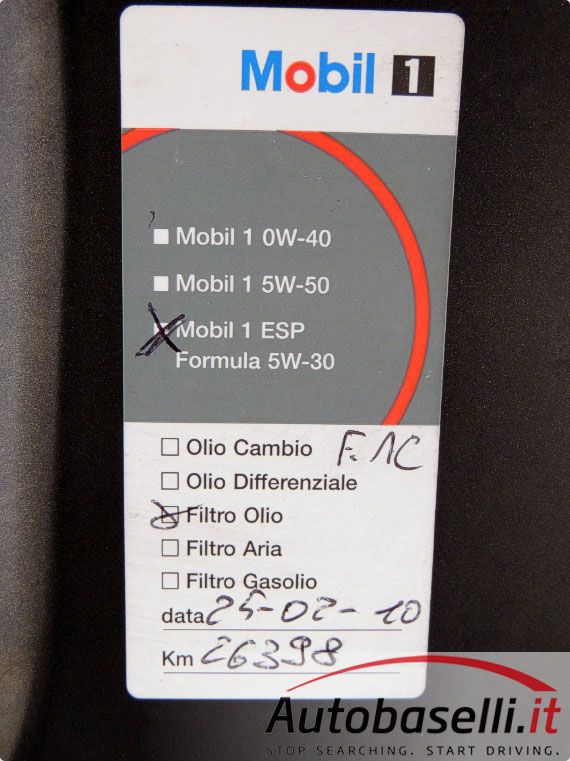 Mobil 1
Mobil 1 0W-40
Mobil 1 5W-50
Mobil 1 ESP
Formula 5W-30
Olio Cambio F. AC
Olio Differenziale
Filtro Olio
Filtro Aria
Filtro Gasolio
data 25-02-10
Km 26398
Autobaselli.it
STOP SEARCHING. START DRIVING.